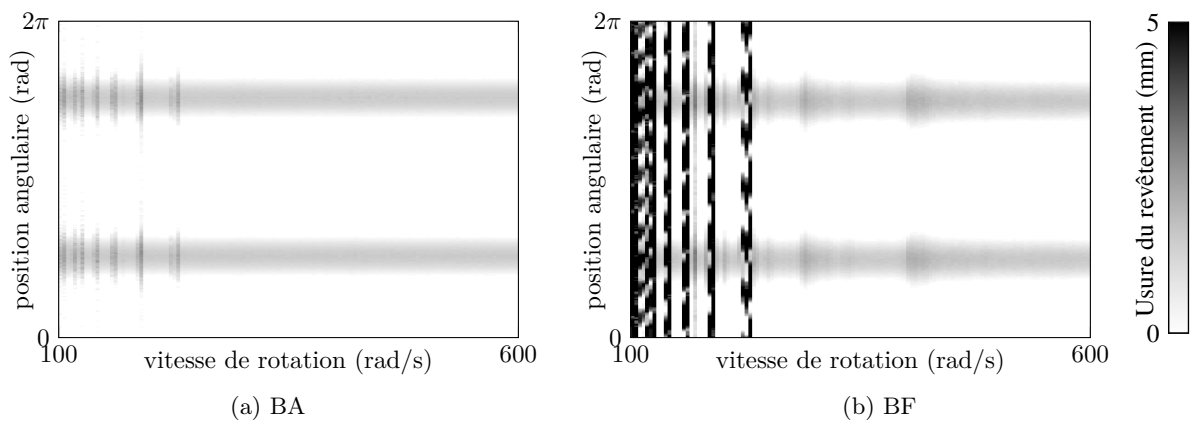 2π
position angulaire (rad)
0
100
vitesse de rotation (rad/s)
600
(a) BA
2π
position angulaire (rad)
0
100
vitesse de rotation (rad/s)
600
(b) BF
5
Usure du revêtement (mm)
0